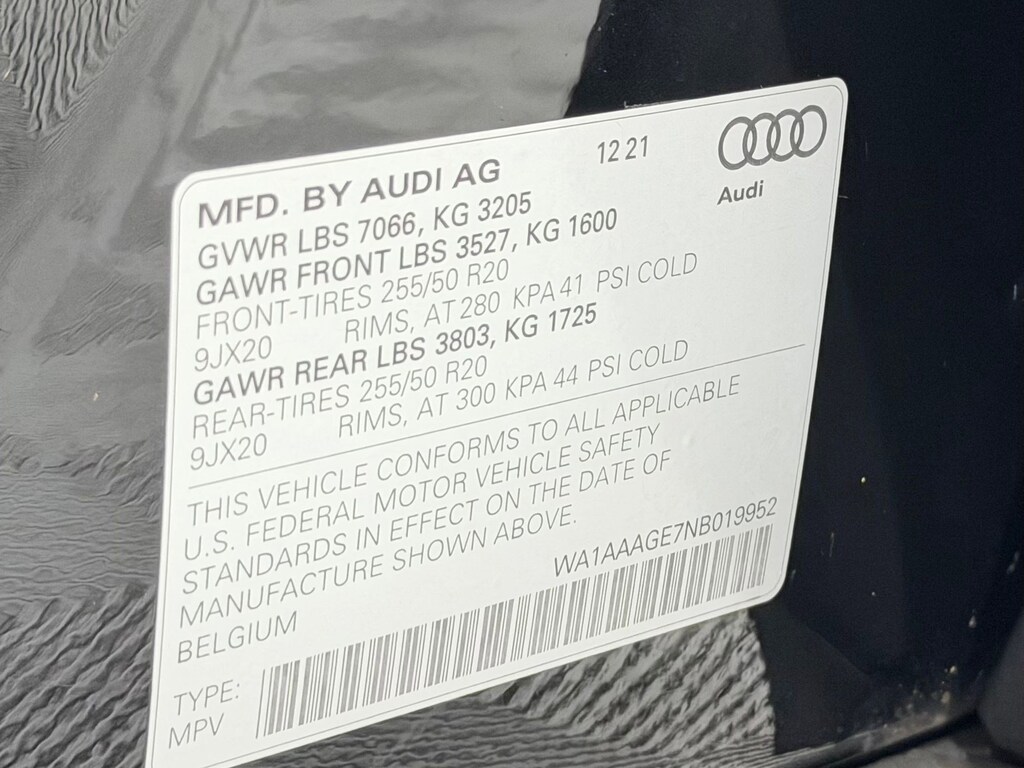 MFD. BY AUDI AG 12 21
Audi
GVWR LBS 7066, KG 3205
GAWR FRONT LBS 3527, KG 1600
FRONT-TIRES 255/50 R20
9JX20 RIMS, AT 280 KPA 41 PSI COLD
GAWR REAR LBS 3803, KG 1725
REAR-TIRES 255/50 R20
9JX20 RIMS, AT 300 KPA 44 PSI COLD
THIS VEHICLE CONFORMS TO ALL APPLICABLE
U.S. FEDERAL MOTOR VEHICLE SAFETY
STANDARDS IN EFFECT ON THE DATE OF
MANUFACTURE SHOWN ABOVE.
BELGIUM WA1AAAGE7NB019952
TYPE:
MPV